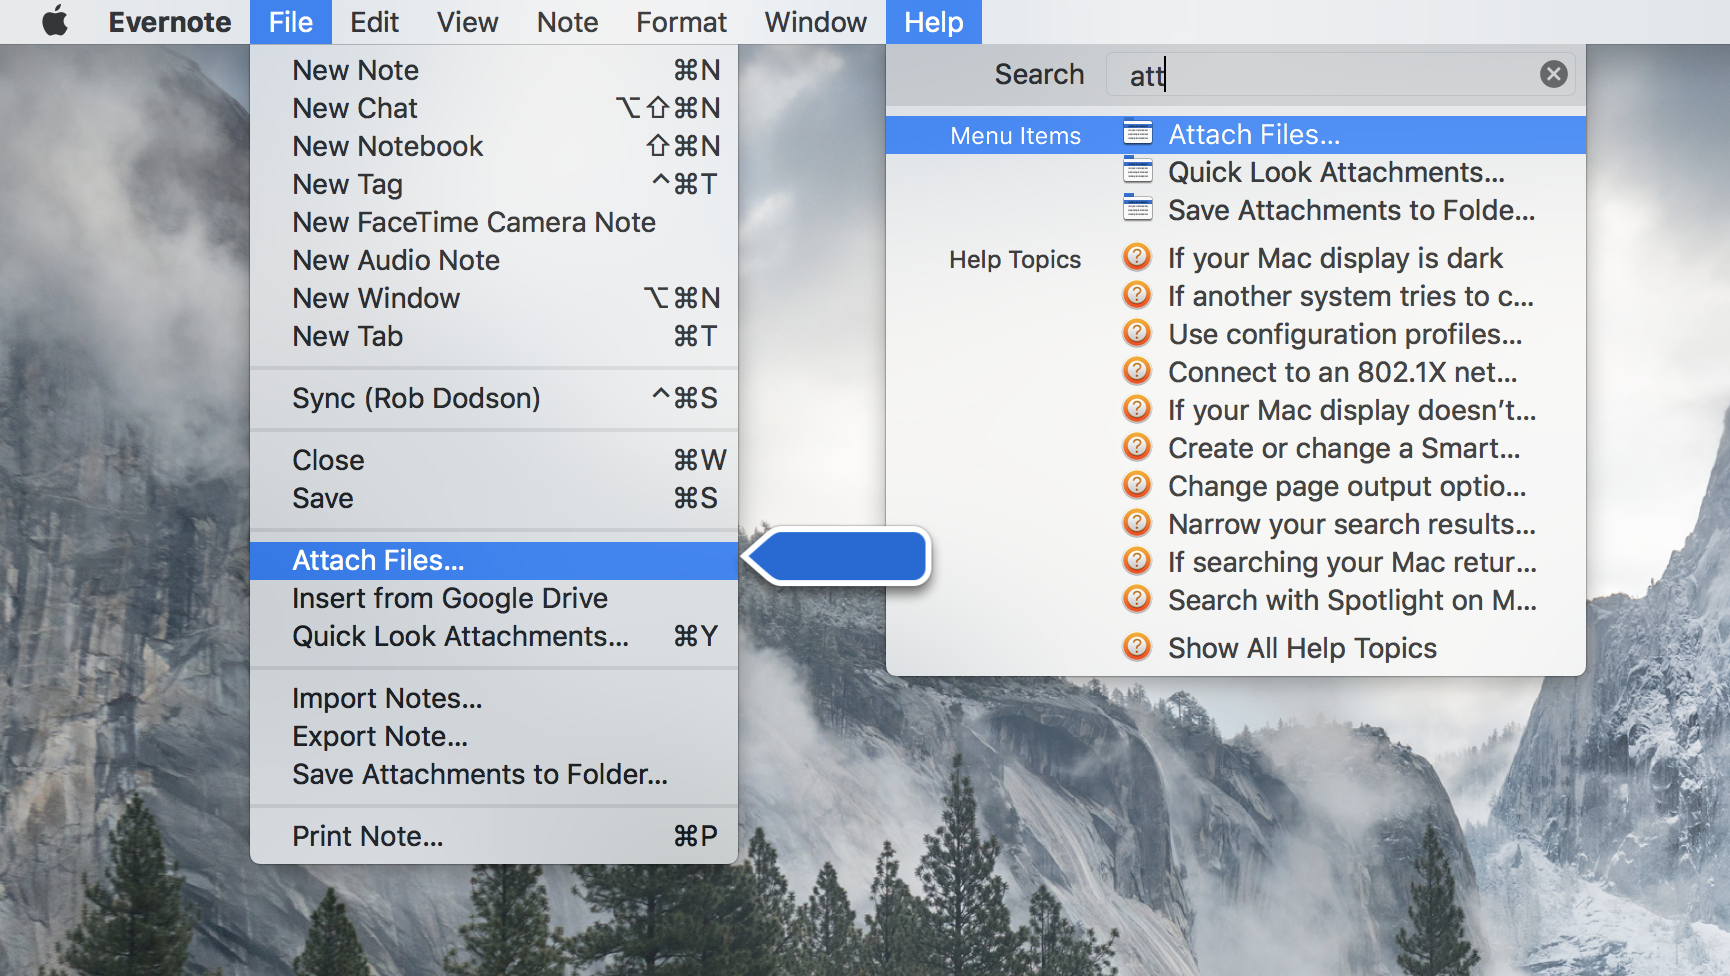 Evernote File Edit View Note Format Window Help
New Note ⌘N
New Chat ⌥⇧⌘N
New Notebook ⇧⌘N
New Tag ^⌘T
New FaceTime Camera Note
New Audio Note
New Window ⌥⌘N
New Tab ⌘T
Sync (Rob Dodson) ^⌘S
Close ⌘W
Save ⌘S
Attach Files...
Insert from Google Drive
Quick Look Attachments... ⌘Y
Import Notes...
Export Note...
Save Attachments to Folder...
Print Note... ⌘P
Search att
Menu Items Attach Files...
Quick Look Attachments...
Save Attachments to Folde...
Help Topics If your Mac display is dark
If another system tries to c...
Use configuration profiles...
Connect to an 802.1X net...
If your Mac display doesn't...
Create or change a Smart...
Change page output optio...
Narrow your search results...
If searching your Mac retur...
Search with Spotlight on M...
Show All Help Topics